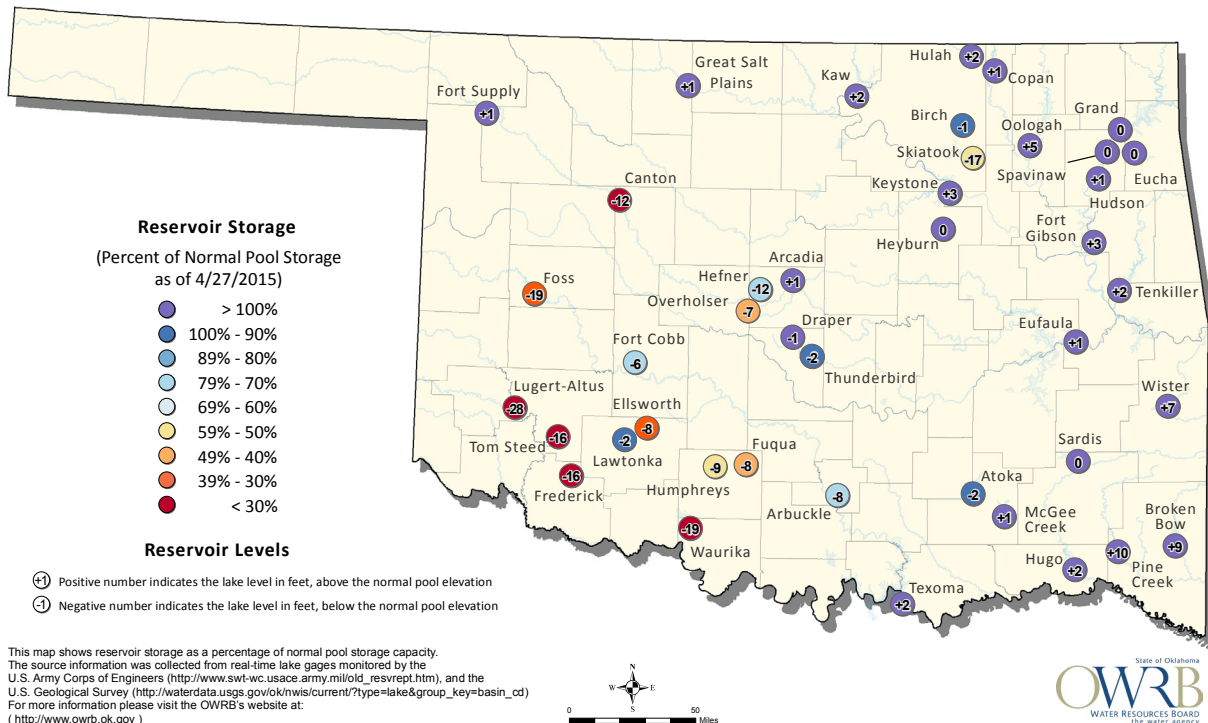 Hulah
+2
+1
Copan
Great Salt
Plains
+1
Kaw
+2
Fort Supply
+1
Birch
-1
Oologah
+5
Grand
0
0
0
Skiatook
-17
Spavinaw
+1
Eucha
Hudson
Canton
-12
Keystone
+3
Heyburn
0
Fort
Gibson
+3
Reservoir Storage
(Percent of Normal Pool Storage
as of 4/27/2015)
> 100%
100% - 90%
89% - 80%
79% - 70%
69% - 60%
59% - 50%
49% - 40%
39% - 30%
< 30%
Foss
-19
Hefner
-12
Arcadia
+1
Overholser
-7
Tenkiller
+2
Draper
-1
-2
Thunderbird
Eufaula
+1
Fort Cobb
-6
Lugert-Altus
-28
Ellsworth
-8
Wister
+7
Tom Steed
-16
-2
Lawtonka
Fuqua
-8
-9
Humphreys
Sardis
0
Frederick
-16
Arbuckle
-8
Atoka
-2
+1
McGee
Creek
Broken
Bow
+9
-19
Waurika
Hugo
+2
+10
Pine
Creek
Texoma
+2
Reservoir Levels
+1 Positive number indicates the lake level in feet, above the normal pool elevation
-1 Negative number indicates the lake level in feet, below the normal pool elevation
This map shows reservoir storage as a percentage of normal pool storage capacity.
The source information was collected from real-time lake gages monitored by the
U.S. Army Corps of Engineers (http://www.swt-wc.usace.army.mil/old_resvrept.htm), and the
U.S. Geological Survey (http://waterdata.usgs.gov/ok/nwis/current/?type=lake&group_key=basin_cd)
For more information please visit the OWRB's website at:
( http://www.owrb.ok.gov )
N
W E
S
0 50
Miles
State of Oklahoma
OWRB
WATER RESOURCES BOARD
the water agency